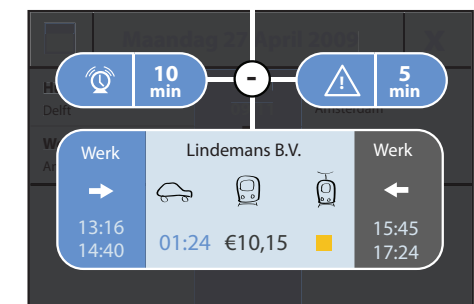 Maandag 27 April 2009 X
10
min
-
5
min
Delft
Amsterdam
Werk
Lindemans B.V.
Werk
13:16
14:40
01:24 €10,15
15:45
17:24